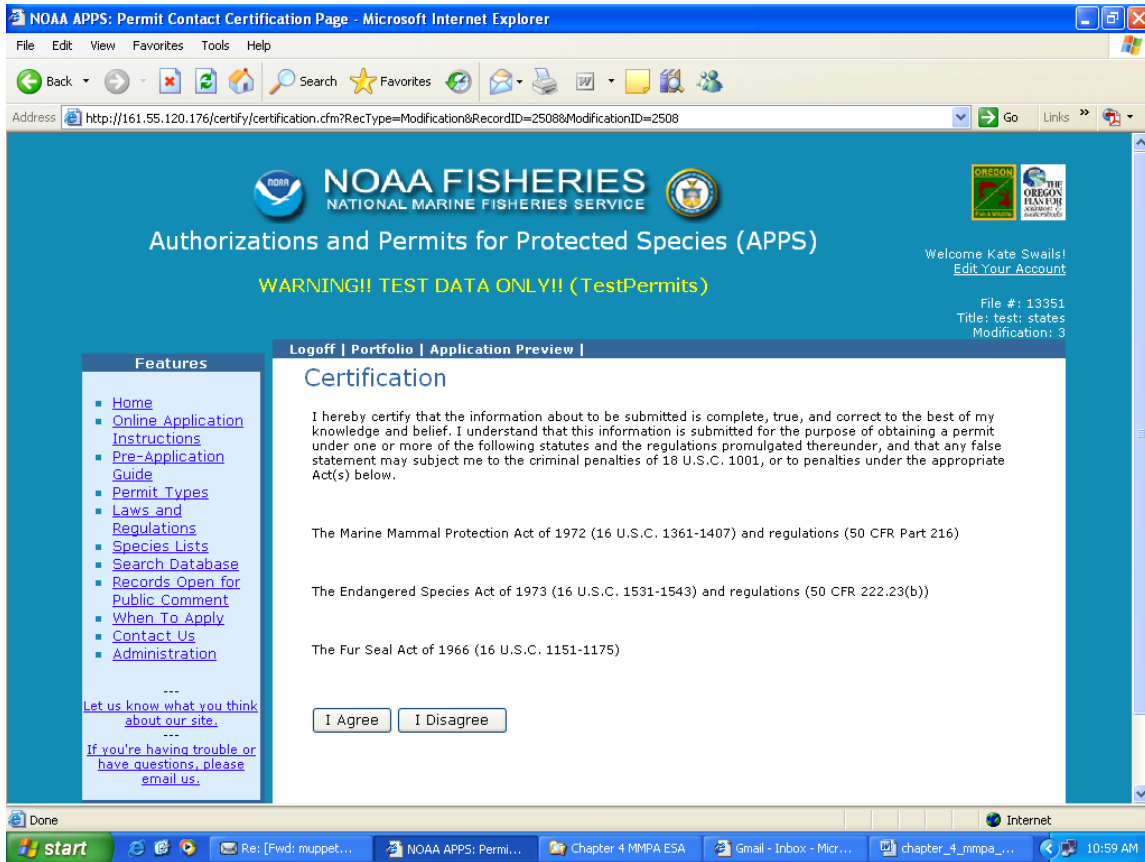 NOAA APPS: Permit Contact Certification Page - Microsoft Internet Explorer
File Edit View Favorites Tools Help
Back Search Favorites
Address http://161.55.120.176/certify/certification.cfm?RecType=Modification&RecordID=2508&ModificationID=2508 Go Links »
NOAA
NOAA FISHERIES
NATIONAL MARINE FISHERIES SERVICE
Authorizations and Permits for Protected Species (APPS)
WARNING!! TEST DATA ONLY!! (TestPermits)
OREGON
Fish & Wildlife
THE
OREGON
PLAN FOR
salmon &
watersheds
Welcome Kate Swails!
Edit Your Account
File #: 13351
Title: test: states
Modification: 3
Logoff | Portfolio | Application Preview |
Features
Home
Online Application
Instructions
Pre-Application
Guide
Permit Types
Laws and
Regulations
Species Lists
Search Database
Records Open for
Public Comment
When To Apply
Contact Us
Administration
---
Let us know what you think
about our site.
---
If you're having trouble or
have questions, please
email us.
Certification
I hereby certify that the information about to be submitted is complete, true, and correct to the best of my
knowledge and belief. I understand that this information is submitted for the purpose of obtaining a permit
under one or more of the following statutes and the regulations promulgated thereunder, and that any false
statement may subject me to the criminal penalties of 18 U.S.C. 1001, or to penalties under the appropriate
Act(s) below.
The Marine Mammal Protection Act of 1972 (16 U.S.C. 1361-1407) and regulations (50 CFR Part 216)
The Endangered Species Act of 1973 (16 U.S.C. 1531-1543) and regulations (50 CFR 222.23(b))
The Fur Seal Act of 1966 (16 U.S.C. 1151-1175)
I Agree I Disagree
Done Internet
start Re: [Fwd: muppet... NOAA APPS: Permi... Chapter 4 MMPA ESA Gmail - Inbox - Micr... chapter_4_mmpa_... 10:59 AM